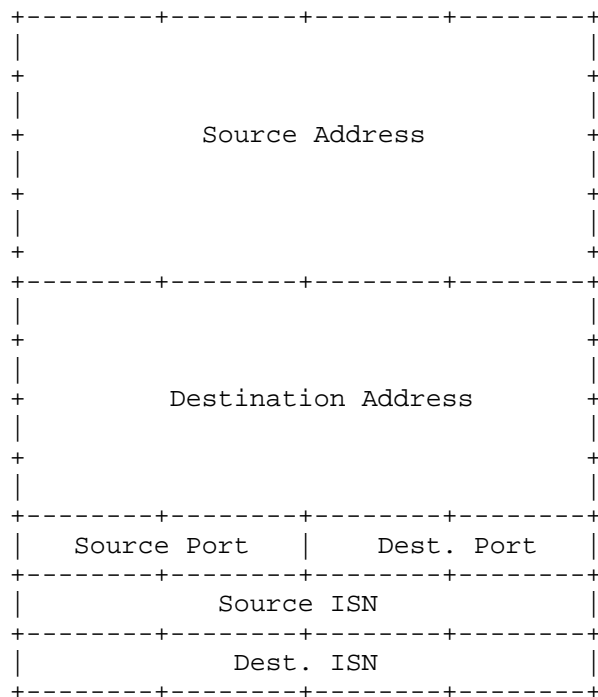 Source Address
Destination Address
Source Port | Dest. Port
Source ISN
Dest. ISN